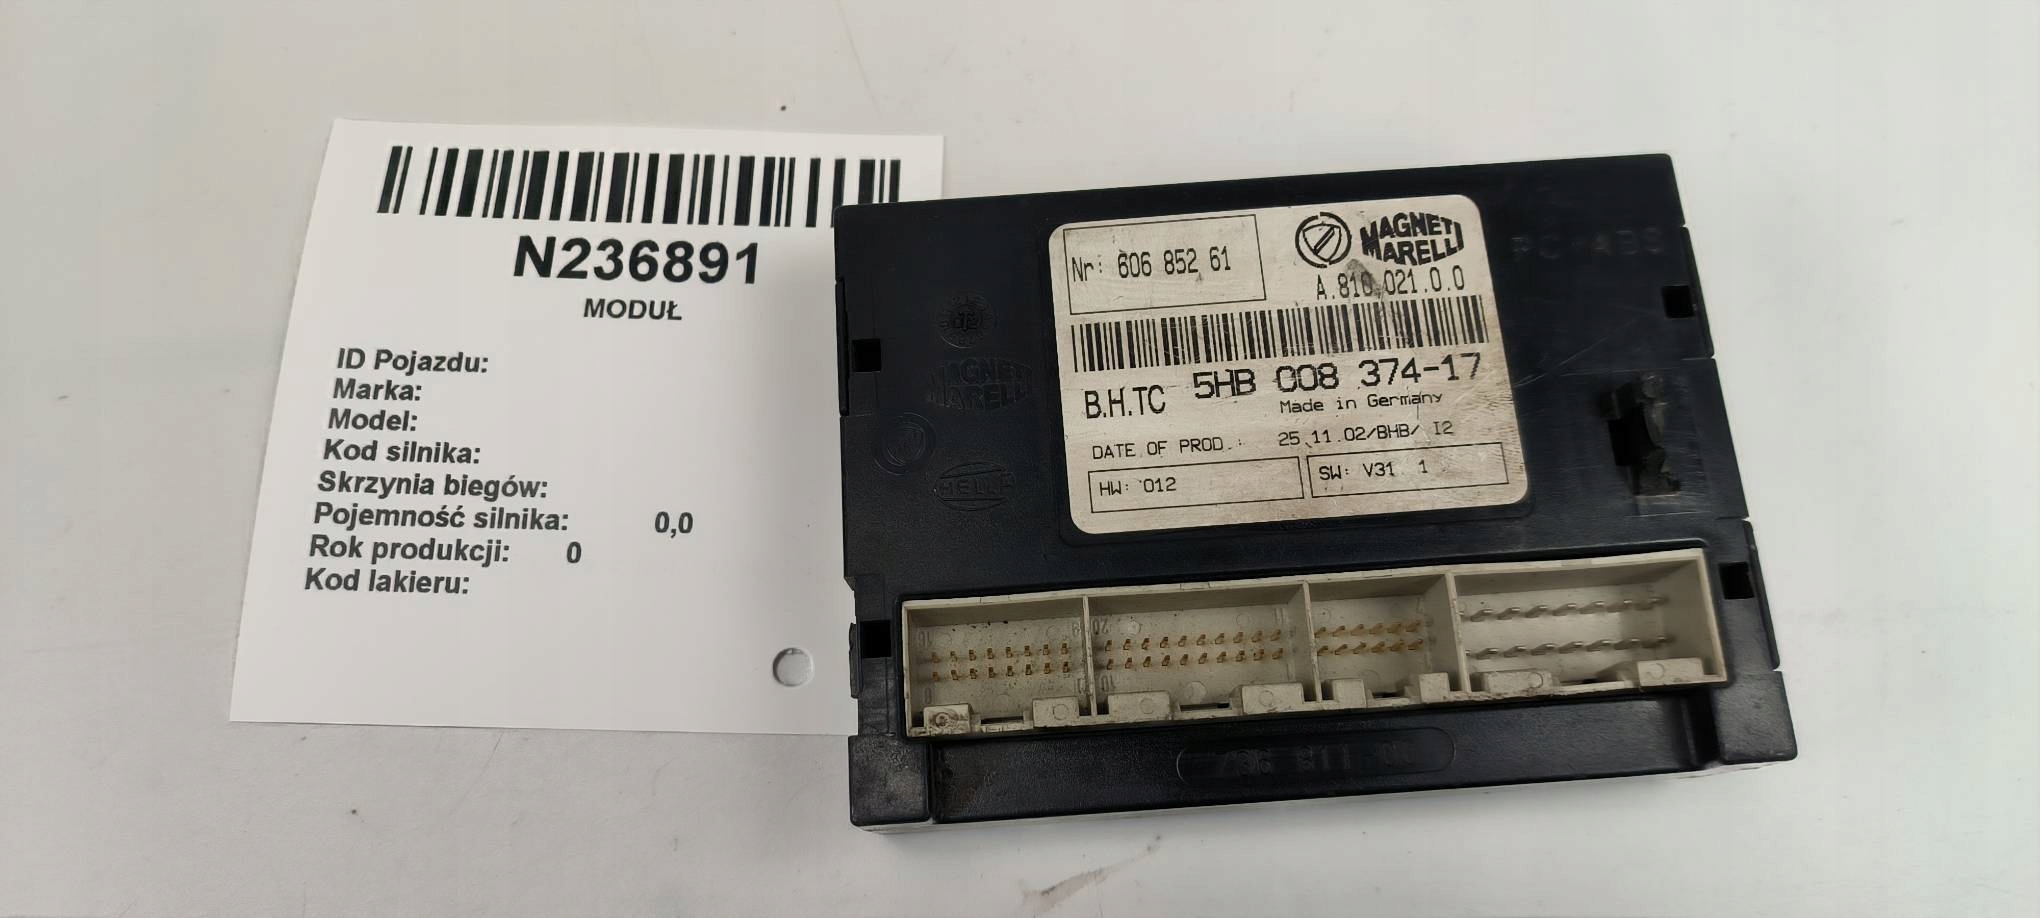 N236891
MODUŁ
ID Pojazdu:
Marka:
Model:
Kod silnika:
Skrzynia biegów:
Pojemność silnika: 0,0
Rok produkcji: 0
Kod lakieru:
Nr: 606 852 61
MAGNETI
MARELLI
A.810.021.0.0
B.H.TC 5HB 008 374-17
Made in Germany
DATE OF PROD.: 25.11.02/BHB/ I2
HW: 012
SW: V31 1
MAGNETI
MARELLI
HELLA